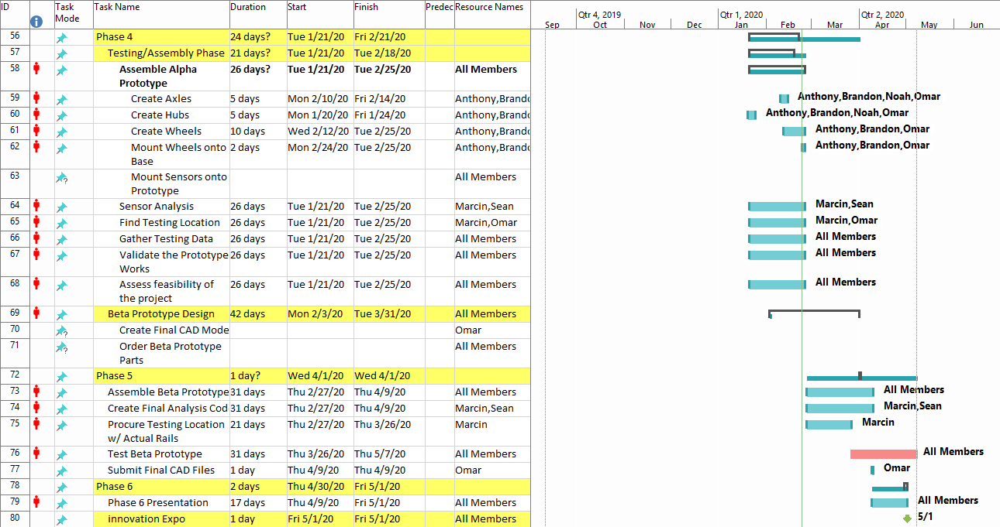 ID Task Mode Task Name Duration Start Finish Predec Resource Names
Qtr 4, 2019 Qtr 1, 2020 Qtr 2, 2020
Sep Oct Nov Dec Jan Feb Mar Apr May Jun
56 Phase 4 24 days? Tue 1/21/20 Fri 2/21/20
57 Testing/Assembly Phase 21 days? Tue 1/21/20 Tue 2/18/20
58 Assemble Alpha Prototype 26 days? Tue 1/21/20 Tue 2/25/20 All Members
59 Create Axles 5 days Mon 2/10/20 Fri 2/14/20 Anthony,Brando Anthony,Brandon,Noah,Omar
60 Create Hubs 5 days Mon 1/20/20 Fri 1/24/20 Anthony,Brando Anthony,Brandon,Noah,Omar
61 Create Wheels 10 days Wed 2/12/20 Tue 2/25/20 Anthony,Brando Anthony,Brandon,Omar
62 Mount Wheels onto Base 2 days Mon 2/24/20 Tue 2/25/20 Anthony,Brando Anthony,Brandon,Omar
63 ? Mount Sensors onto Prototype All Members
64 Sensor Analysis 26 days Tue 1/21/20 Tue 2/25/20 Marcin,Sean Marcin,Sean
65 Find Testing Location 26 days Tue 1/21/20 Tue 2/25/20 Marcin,Omar Marcin,Omar
66 Gather Testing Data 26 days Tue 1/21/20 Tue 2/25/20 All Members All Members
67 Validate the Prototype Works 26 days Tue 1/21/20 Tue 2/25/20 All Members All Members
68 Assess feasibility of the project 26 days Tue 1/21/20 Tue 2/25/20 All Members All Members
69 Beta Prototype Design 42 days Mon 2/3/20 Tue 3/31/20 All Members
70 ? Create Final CAD Mode Omar
71 ? Order Beta Prototype Parts All Members
72 Phase 5 1 day? Wed 4/1/20 Wed 4/1/20
73 Assemble Beta Prototype 31 days Thu 2/27/20 Thu 4/9/20 All Members All Members
74 Create Final Analysis Cod 31 days Thu 2/27/20 Thu 4/9/20 Marcin,Sean Marcin,Sean
75 Procure Testing Location w/ Actual Rails 21 days Thu 2/27/20 Thu 3/26/20 Marcin Marcin
76 Test Beta Prototype 31 days Thu 3/26/20 Thu 5/7/20 All Members All Members
77 Submit Final CAD Files 1 day Thu 4/9/20 Thu 4/9/20 Omar Omar
78 Phase 6 2 days Thu 4/30/20 Fri 5/1/20
79 Phase 6 Presentation 17 days Thu 4/9/20 Fri 5/1/20 All Members All Members
80 innovation Expo 1 day Fri 5/1/20 Fri 5/1/20 All Members 5/1